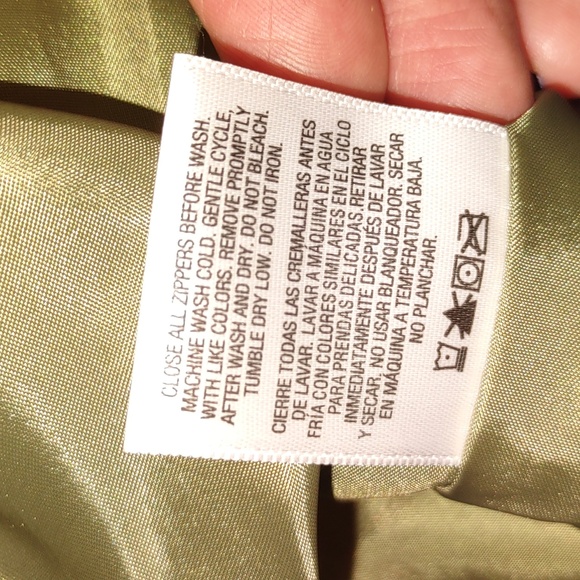 CLOSE ALL ZIPPERS BEFORE WASH.
MACHINE WASH COLD, GENTLE CYCLE,
WITH LIKE COLORS. REMOVE PROMPTLY
AFTER WASH AND DRY. DO NOT BLEACH.
TUMBLE DRY LOW. DO NOT IRON.
CIERRE TODAS LAS CREMALLERAS ANTES
DE LAVAR. LAVAR A MÁQUINA EN AGUA
FRÍA CON COLORES SIMILARES EN EL CICLO
PARA PRENDAS DELICADAS. RETIRAR
INMEDIATAMENTE DESPUÉS DE LAVAR
Y SECAR. NO USAR BLANQUEADOR. SECAR
EN MÁQUINA A TEMPERATURA BAJA.
NO PLANCHAR.